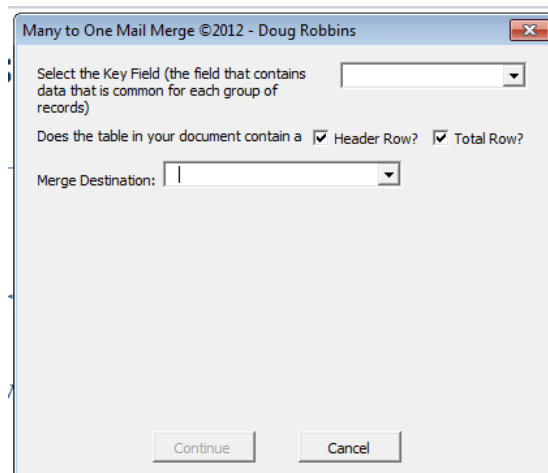 Many to One Mail Merge ©2012 - Doug Robbins
Select the Key Field (the field that contains
data that is common for each group of
records)
Does the table in your document contain a Header Row? Total Row?
Merge Destination:
Continue Cancel